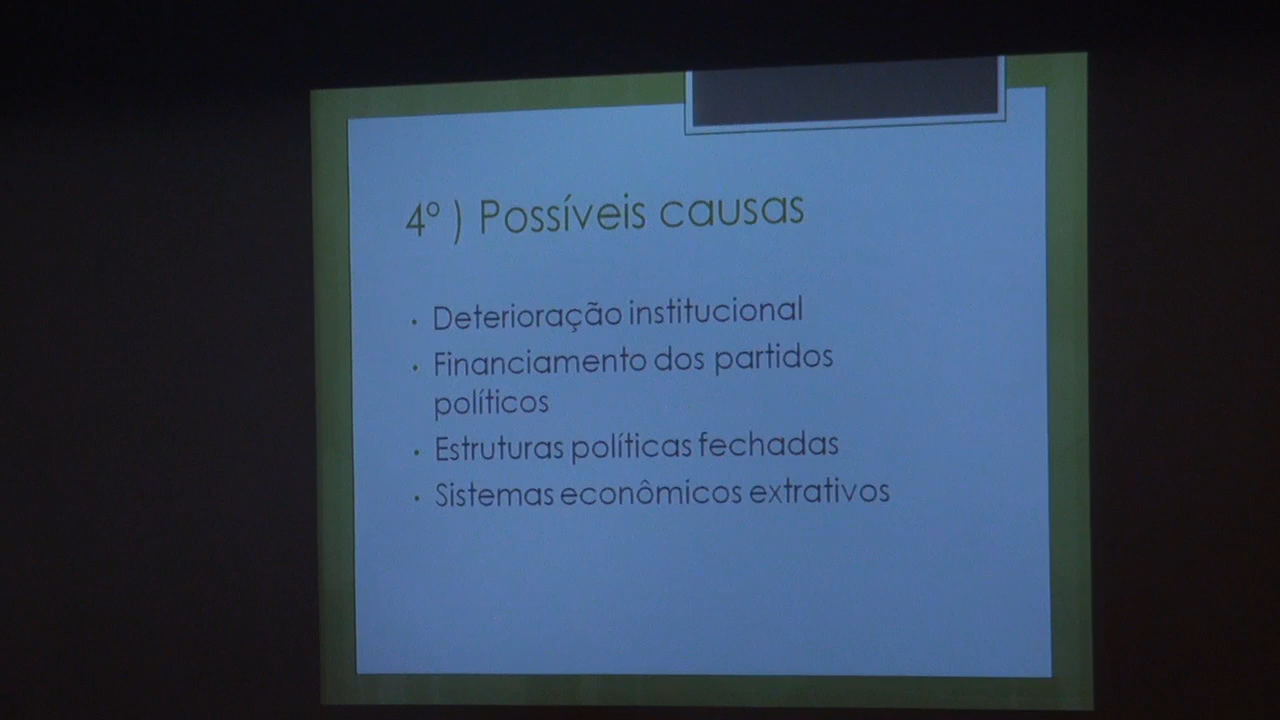 4º ) Possíveis causas
• Deterioração institucional
• Financiamento dos partidos
políticos
• Estruturas políticas fechadas
• Sistemas econômicos extrativos